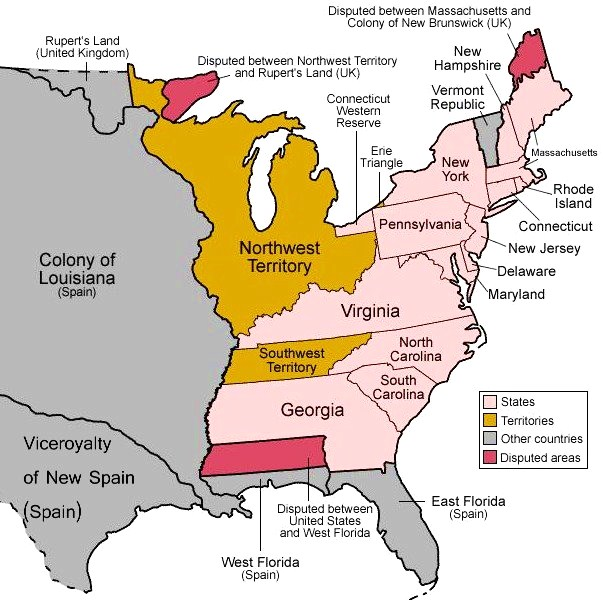 Disputed between Massachusetts and
Colony of New Brunswick (UK)
Rupert's Land
(United Kingdom)
Disputed between Northwest Territory
and Rupert's Land (UK)
New
Hampshire
Vermont
Republic
Connecticut
Western
Reserve
Erie
Triangle
Massachusetts
New
York
Rhode
Island
Connecticut
Pennsylvania
New Jersey
Northwest
Territory
Colony of
Louisiana
(Spain)
Delaware
Maryland
Virginia
Southwest
Territory
North
Carolina
South
Carolina
Georgia
States
Territories
Other countries
Disputed areas
Viceroyalty
of New Spain
(Spain)
East Florida
(Spain)
Disputed between
United States
and West Florida
West Florida
(Spain)